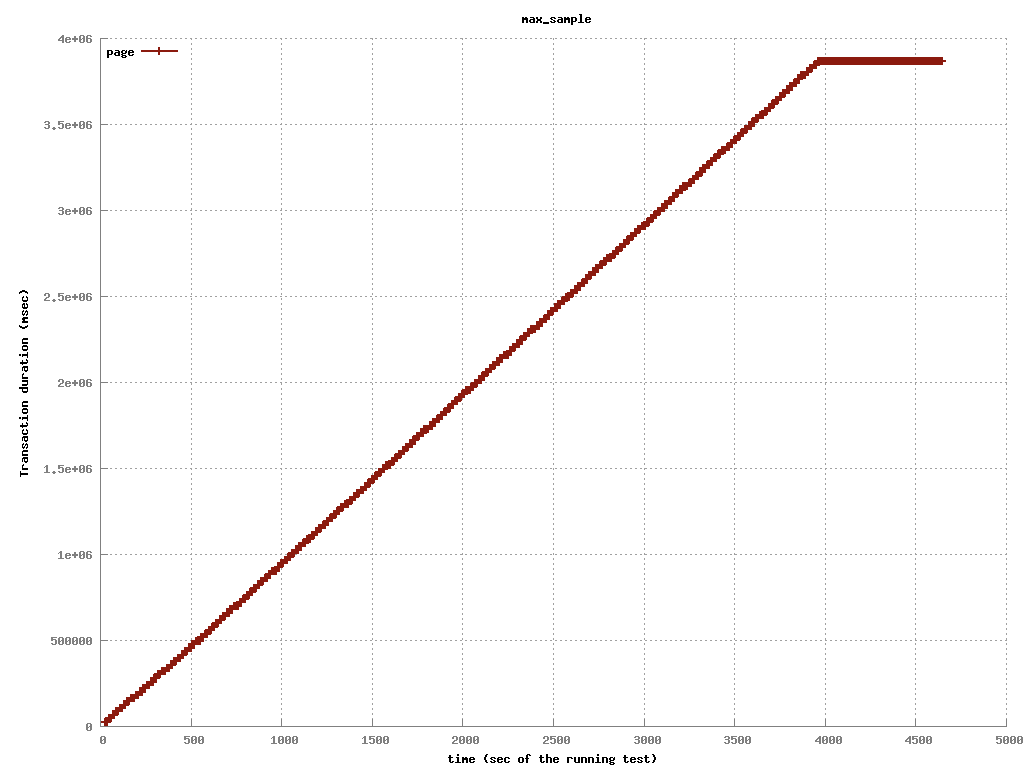 max_sample
4e+06
page
3.5e+06
3e+06
2.5e+06
2e+06
1.5e+06
1e+06
500000
0
0 500 1000 1500 2000 2500 3000 3500 4000 4500 5000
Transaction duration (msec)
time (sec of the running test)